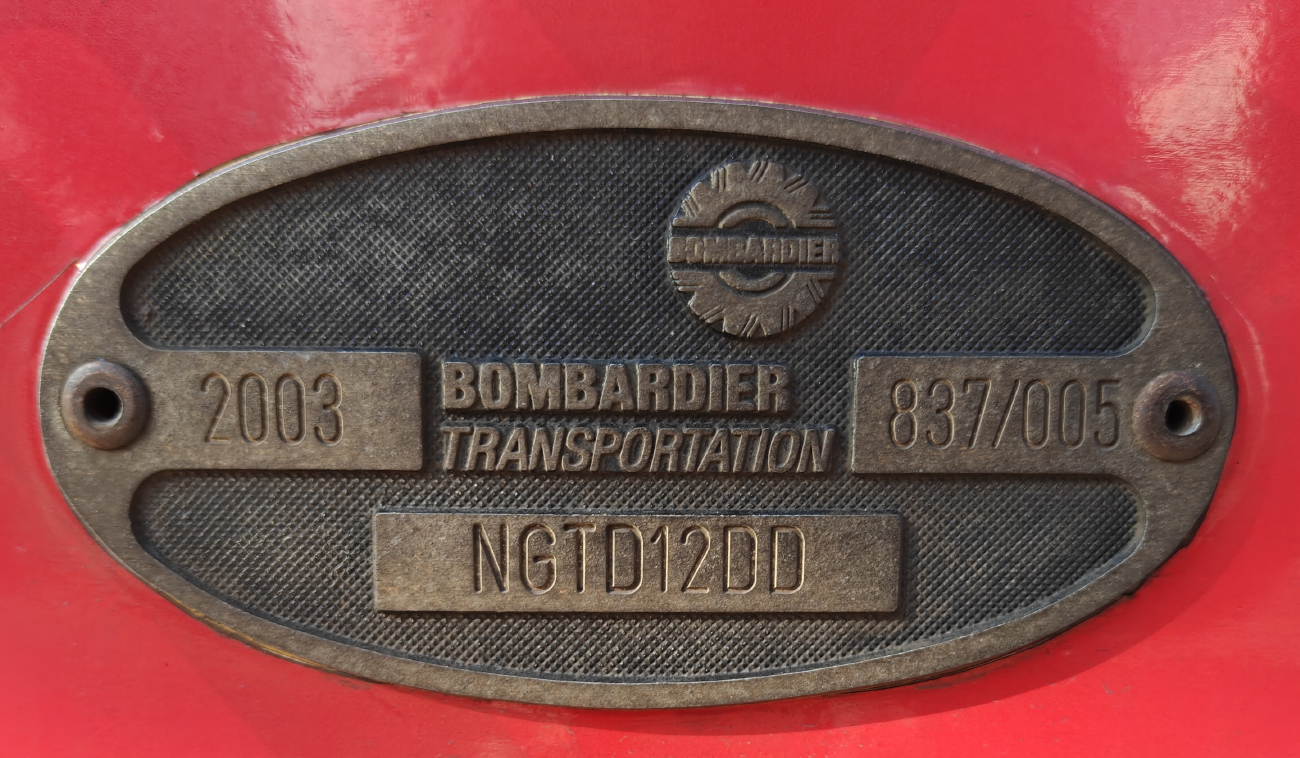 BOMBARDIER
2003
BOMBARDIER
TRANSPORTATION
837/005
NGTD12DD